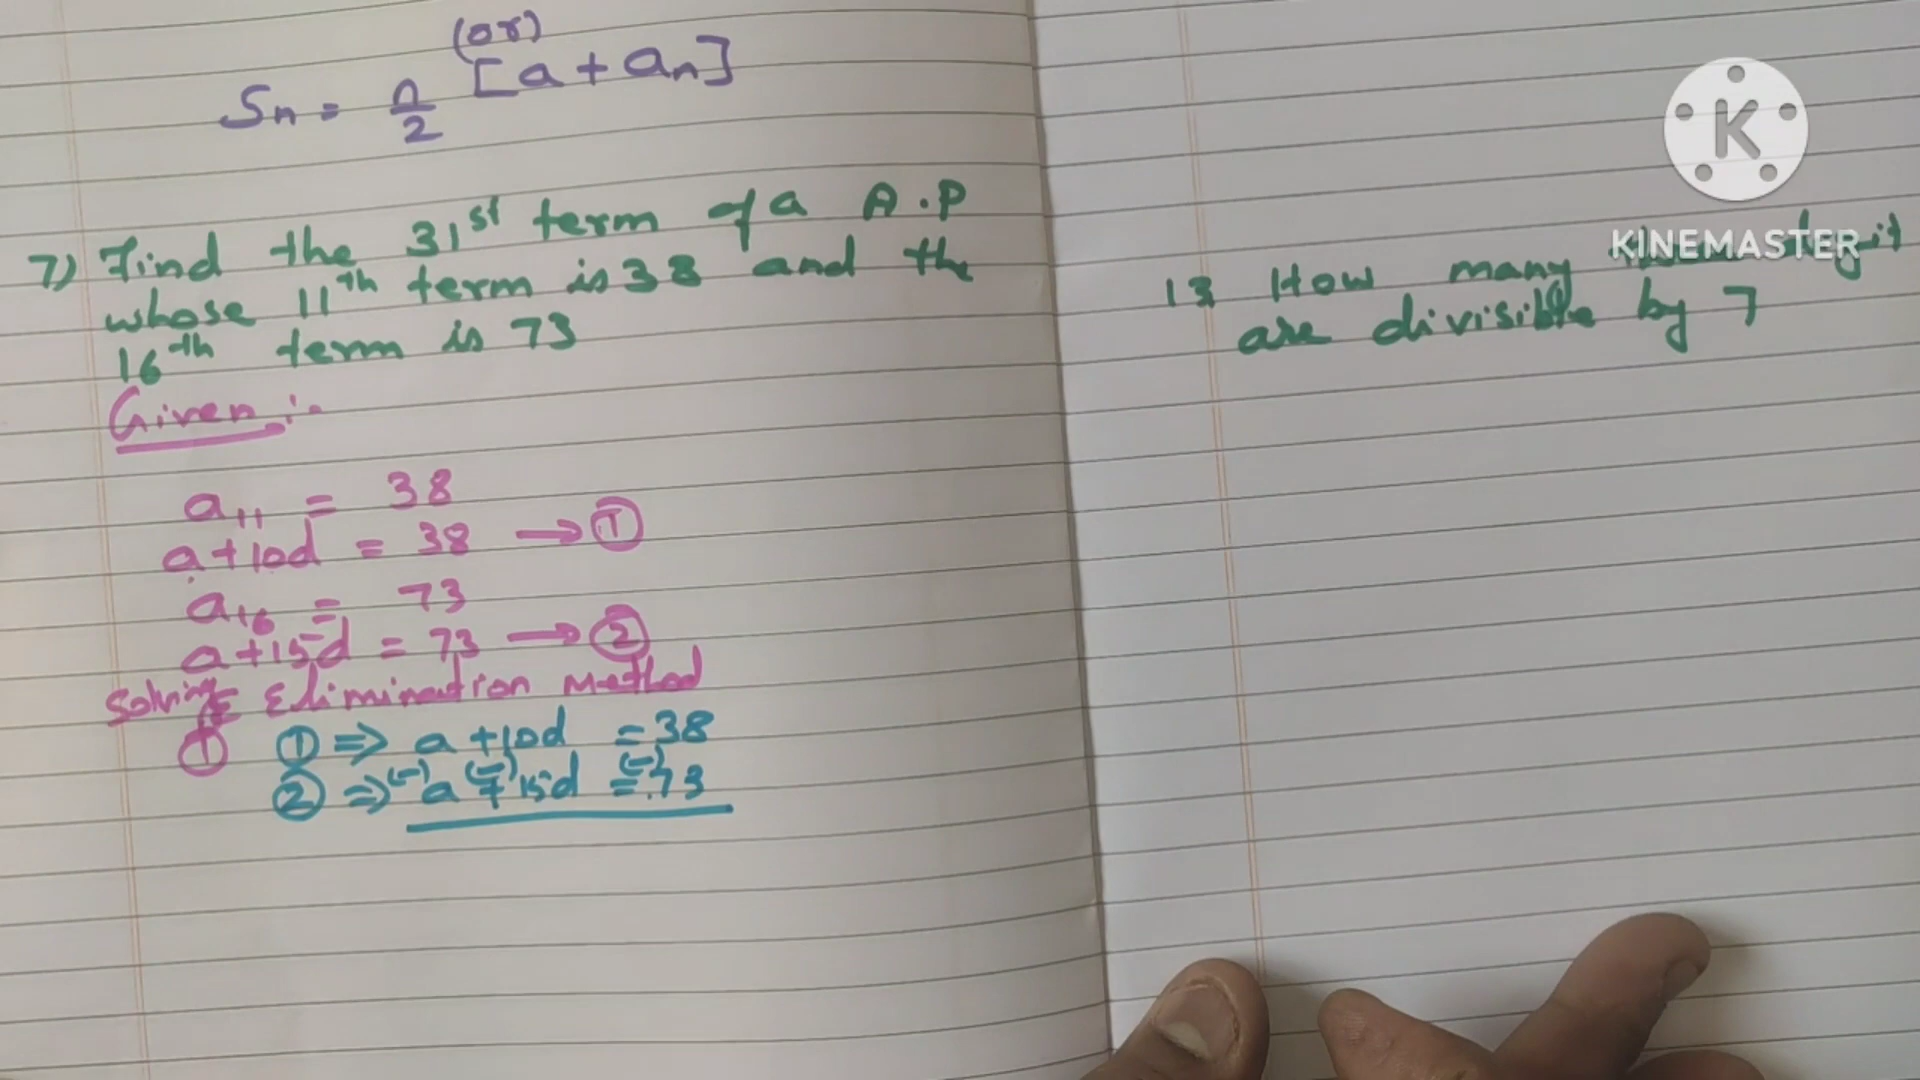 (or)
Sn = n/2 [a + an]
7) Find the 31st term of a A.P
whose 11th term is 38 and the
16th term is 73
Given :-
a11 = 38
a+10d = 38 → ①
a16 = 73
a+15d = 73 → ②
Solving Elimination Method
① ① ⇒ a +10d = 38
② ⇒ (-) a (-) + 15d (-) = 73
K
KINEMASTER
13 How many digit
are divisible by 7